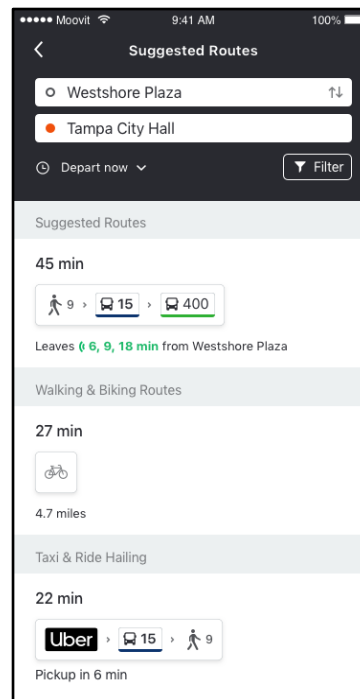 Moovit 9:41 AM 100%
Suggested Routes
Westshore Plaza
Tampa City Hall
Depart now Filter
Suggested Routes
45 min
9 › 15 › 400
Leaves 6, 9, 18 min from Westshore Plaza
Walking & Biking Routes
27 min
4.7 miles
Taxi & Ride Hailing
22 min
Uber › 15 › 9
Pickup in 6 min